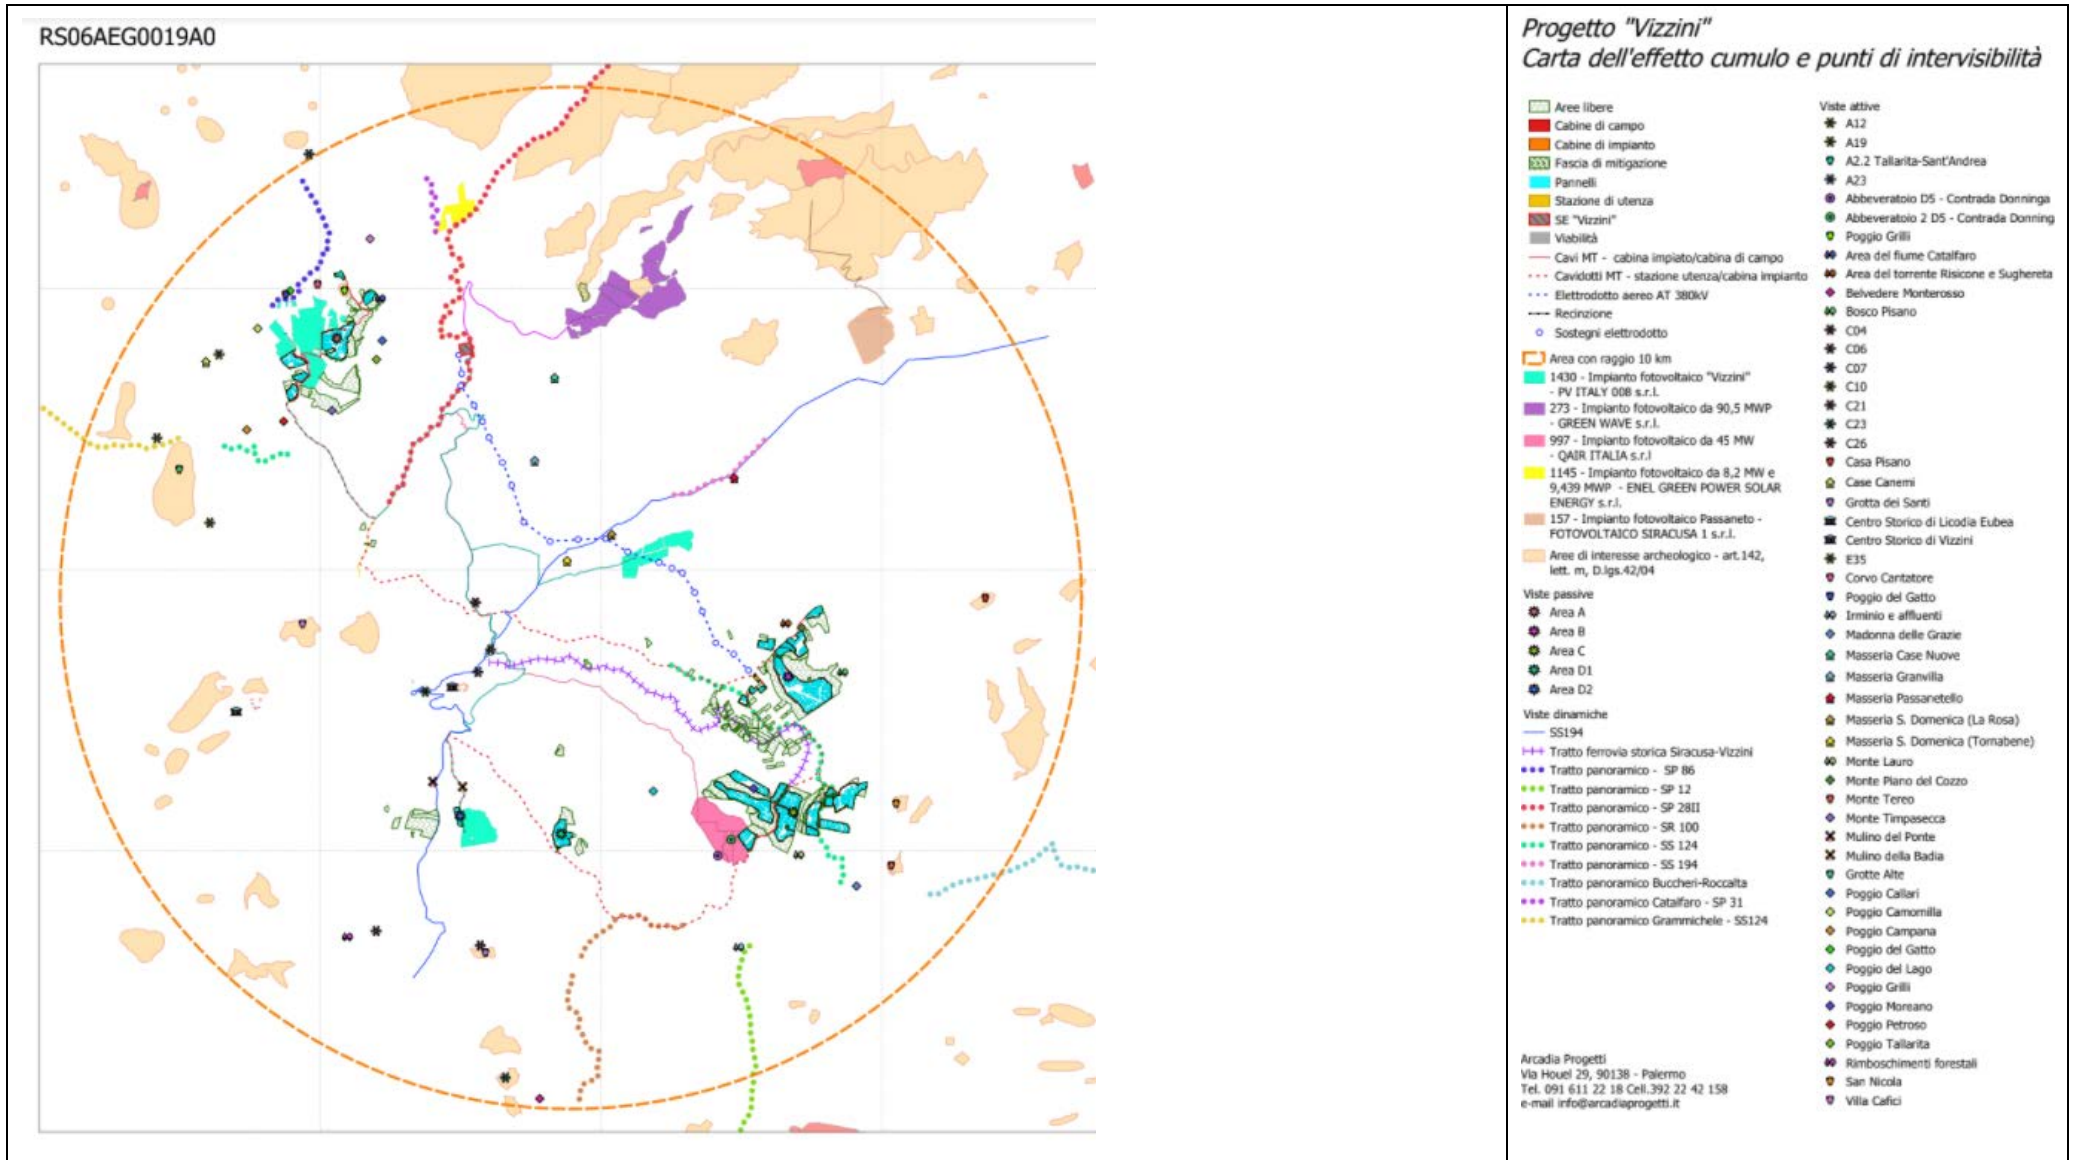 RS06AEG0019A0
Progetto "Vizzini"
Carta dell'effetto cumulo e punti di intervisibilità
Aree libere
Cabine di campo
Cabine di impianto
Fascia di mitigazione
Pannelli
Stazione di utenza
SE "Vizzini"
Viabilità
Cavi MT - cabina impiato/cabina di campo
Cavidotti MT - stazione utenza/cabina impianto
Elettrodotto aereo AT 380kV
Recinzione
Sostegni elettrodotto
Area con raggio 10 km
1430 - Impianto fotovoltaico "Vizzini"
- PV ITALY 008 s.r.l.
273 - Impianto fotovoltaico da 90,5 MWP
- GREEN WAVE s.r.l.
997 - Impianto fotovoltaico da 45 MW
- QAIR ITALIA s.r.l
1145 - Impianto fotovoltaico da 8,2 MW e
9,439 MWP - ENEL GREEN POWER SOLAR
ENERGY s.r.l.
157 - Impianto fotovoltaico Passaneto -
FOTOVOLTAICO SIRACUSA 1 s.r.l.
Aree di interesse archeologico - art.142,
lett. m, D.lgs.42/04
Viste passive
Area A
Area B
Area C
Area D1
Area D2
Viste dinamiche
SS194
Tratto ferrovia storica Siracusa-Vizzini
Tratto panoramico - SP 86
Tratto panoramico - SP 12
Tratto panoramico - SP 28II
Tratto panoramico - SR 100
Tratto panoramico - SS 124
Tratto panoramico - SS 194
Tratto panoramico Buccheri-Roccalta
Tratto panoramico Catalfaro - SP 31
Tratto panoramico Grammichele - SS124
Viste attive
A12
A19
A2.2 Tallarita-Sant'Andrea
A23
Abbeveratoio D5 - Contrada Donninga
Abbeveratoio 2 D5 - Contrada Donning
Poggio Grilli
Area del fiume Catalfaro
Area del torrente Risicone e Sughereta
Belvedere Monterosso
Bosco Pisano
C04
C06
C07
C10
C21
C23
C26
Casa Pisano
Case Canemi
Grotta dei Santi
Centro Storico di Licodia Eubea
Centro Storico di Vizzini
E35
Corvo Cantatore
Poggio del Gatto
Irminio e affluenti
Madonna delle Grazie
Masseria Case Nuove
Masseria Granvilla
Masseria Passanetello
Masseria S. Domenica (La Rosa)
Masseria S. Domenica (Tornabene)
Monte Lauro
Monte Piano del Cozzo
Monte Tereo
Monte Timpasecca
Mulino del Ponte
Mulino della Badia
Grotte Alte
Poggio Callari
Poggio Camomilla
Poggio Campana
Poggio del Gatto
Poggio del Lago
Poggio Grilli
Poggio Moreano
Poggio Petroso
Poggio Tallarita
Rimboschimenti forestali
San Nicola
Villa Cafici
Arcadia Progetti
Via Houel 29, 90138 - Palermo
Tel. 091 611 22 18 Cell.392 22 42 158
e-mail info@arcadiaprogetti.it